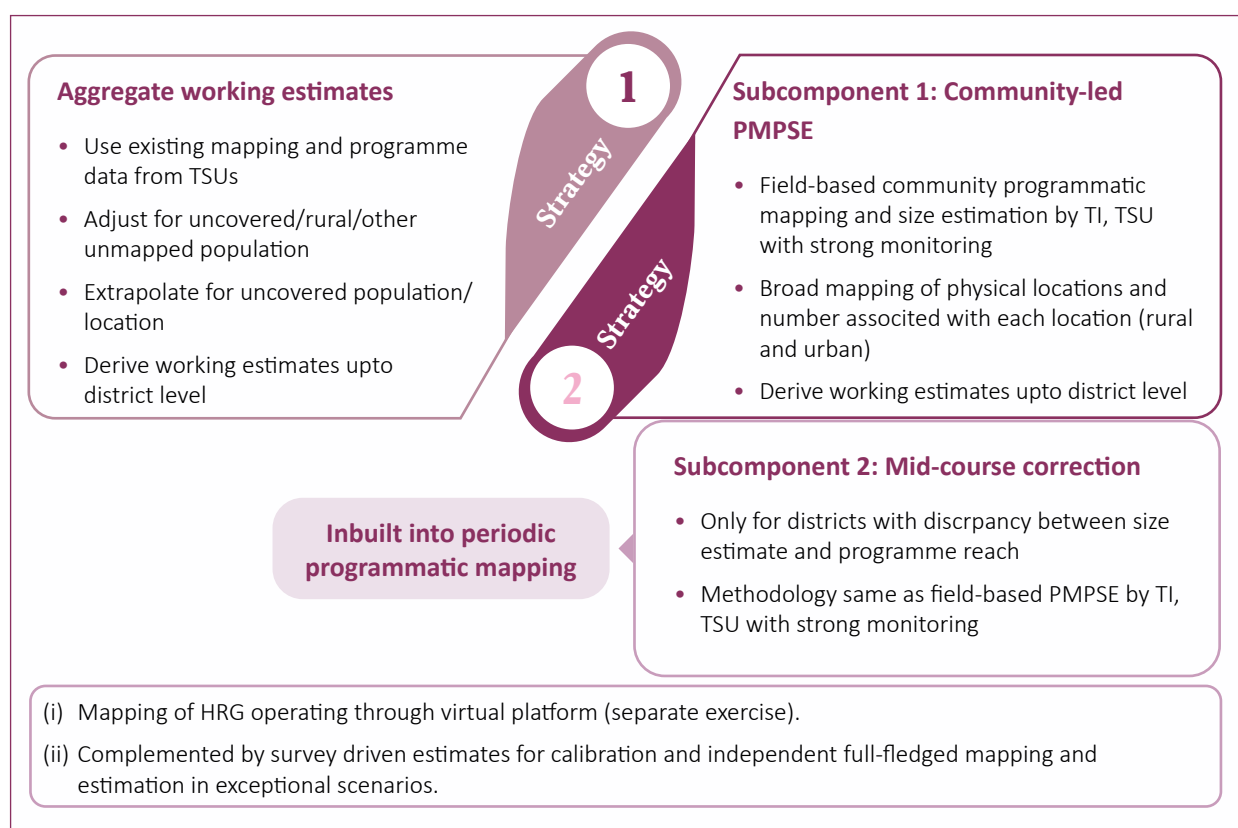 Aggregate working estimates
• Use existing mapping and programme
data from TSUs
• Adjust for uncovered/rural/other
unmapped population
• Extrapolate for uncovered population/
location
• Derive working estimates upto
district level
1
Strategy
Strategy
2
Subcomponent 1: Community-led
PMPSE
• Field-based community programmatic
mapping and size estimation by TI, TSU
with strong monitoring
• Broad mapping of physical locations and
number associted with each location (rural
and urban)
• Derive working estimates upto district level
Inbuilt into periodic
programmatic mapping
Subcomponent 2: Mid-course correction
• Only for districts with discrpancy between size
estimate and programme reach
• Methodology same as field-based PMPSE by TI,
TSU with strong monitoring
(i) Mapping of HRG operating through virtual platform (separate exercise).
(ii) Complemented by survey driven estimates for calibration and independent full-fledged mapping and
estimation in exceptional scenarios.